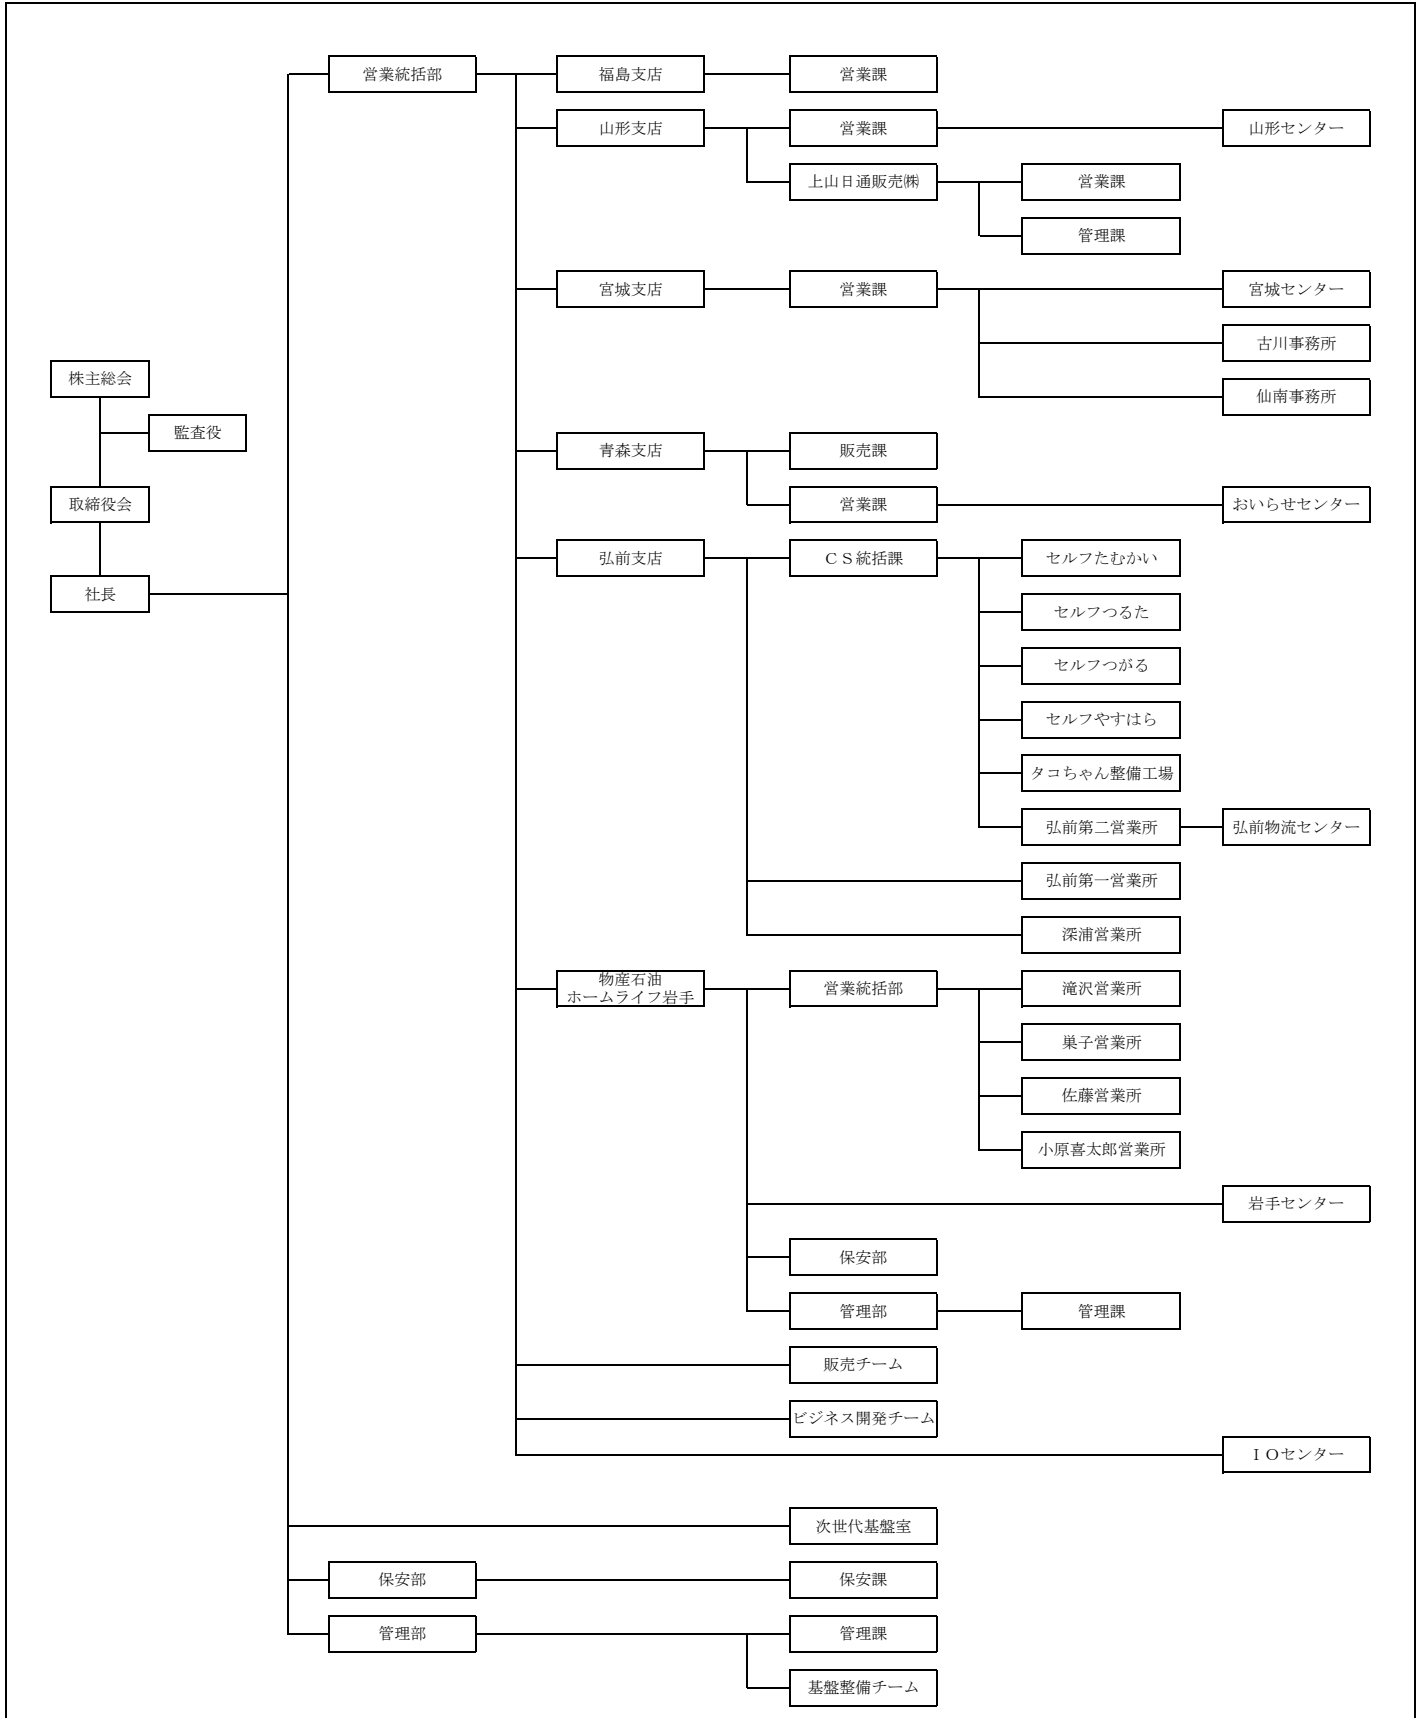 営業統括部
福島支店
営業課
山形支店
営業課
山形センター
上山日通販売㈱
営業課
管理課
宮城支店
営業課
宮城センター
古川事務所
株主総会
仙南事務所
監査役
青森支店
販売課
取締役会
営業課
おいらせセンター
弘前支店
ＣＳ統括課
セルフたむかい
社長
セルフつるた
セルフつがる
セルフやすはら
タコちゃん整備工場
弘前第二営業所
弘前物流センター
弘前第一営業所
深浦営業所
物産石油
ホームライフ岩手
営業統括部
滝沢営業所
巣子営業所
佐藤営業所
小原喜太郎営業所
岩手センター
保安部
管理部
管理課
販売チーム
ビジネス開発チーム
ＩＯセンター
次世代基盤室
保安部
保安課
管理部
管理課
基盤整備チーム